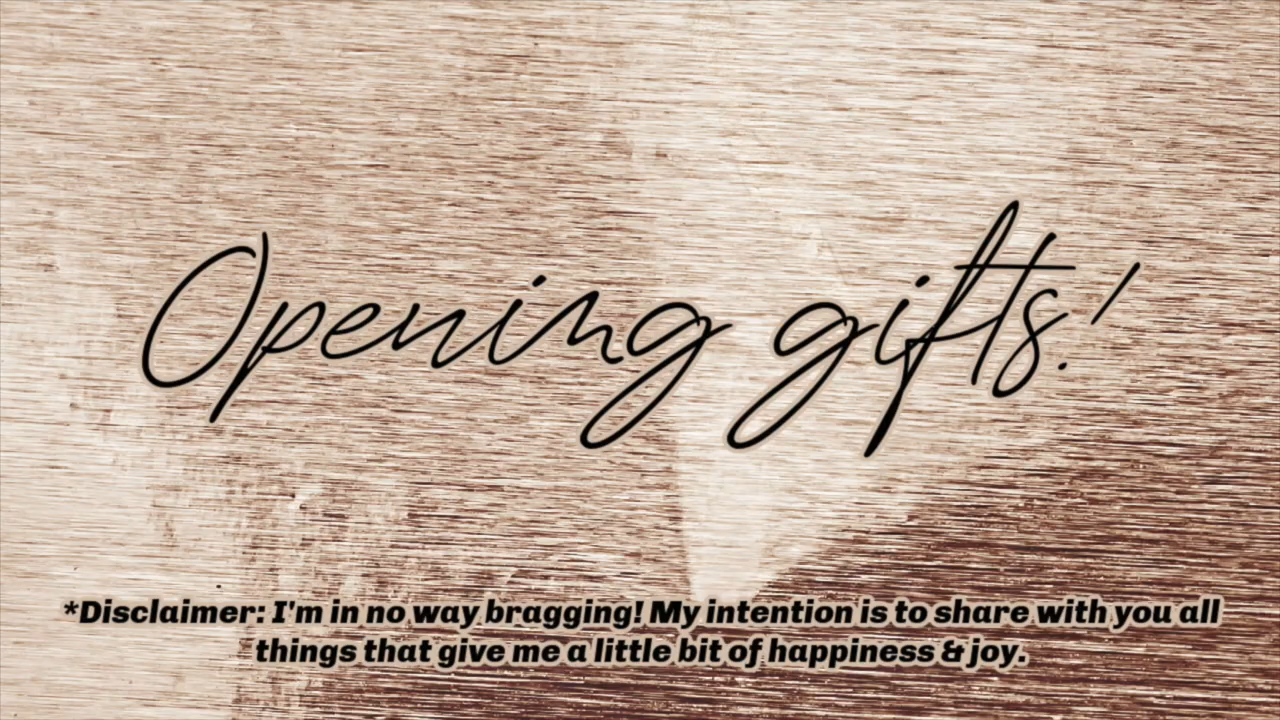 Opening gifts!
*Disclaimer: I'm in no way bragging! My intention is to share with you all
things that give me a little bit of happiness & joy.